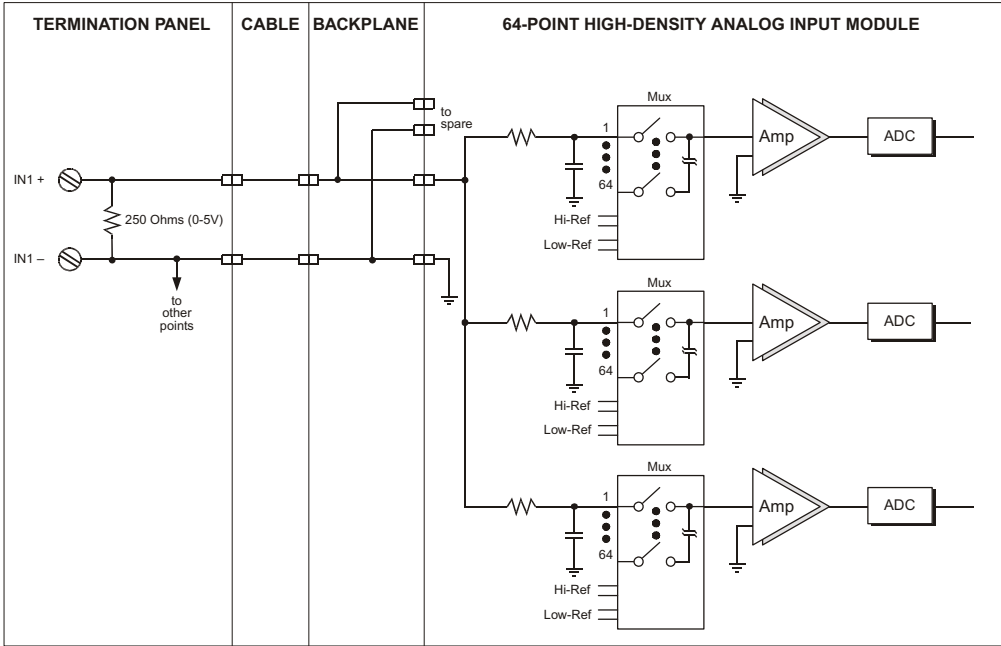 TERMINATION PANEL
CABLE
BACKPLANE
64-POINT HIGH-DENSITY ANALOG INPUT MODULE
to
spare
IN1 +
250 Ohms (0-5V)
IN1 –
to
other
points
Mux
1
64
Hi-Ref
Low-Ref
Amp
ADC
Mux
1
64
Hi-Ref
Low-Ref
Amp
ADC
Mux
1
64
Hi-Ref
Low-Ref
Amp
ADC